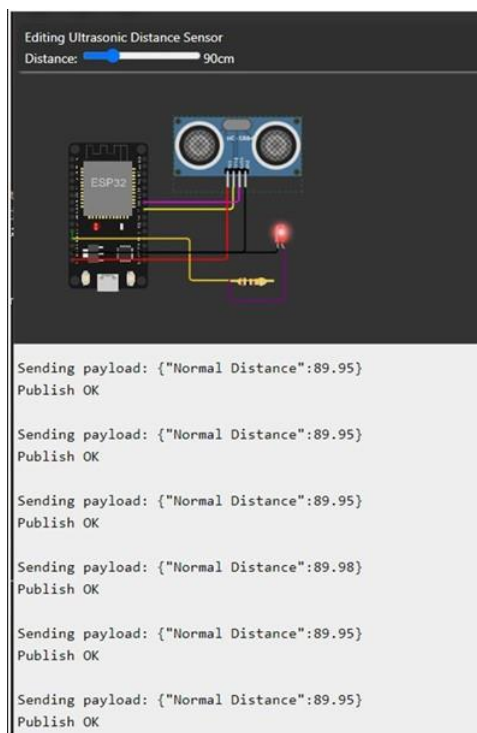 Editing Ultrasonic Distance Sensor
Distance: 90cm
ESP32
Sending payload: {"Normal Distance":89.95}
Publish OK
Sending payload: {"Normal Distance":89.95}
Publish OK
Sending payload: {"Normal Distance":89.95}
Publish OK
Sending payload: {"Normal Distance":89.98}
Publish OK
Sending payload: {"Normal Distance":89.95}
Publish OK
Sending payload: {"Normal Distance":89.95}
Publish OK